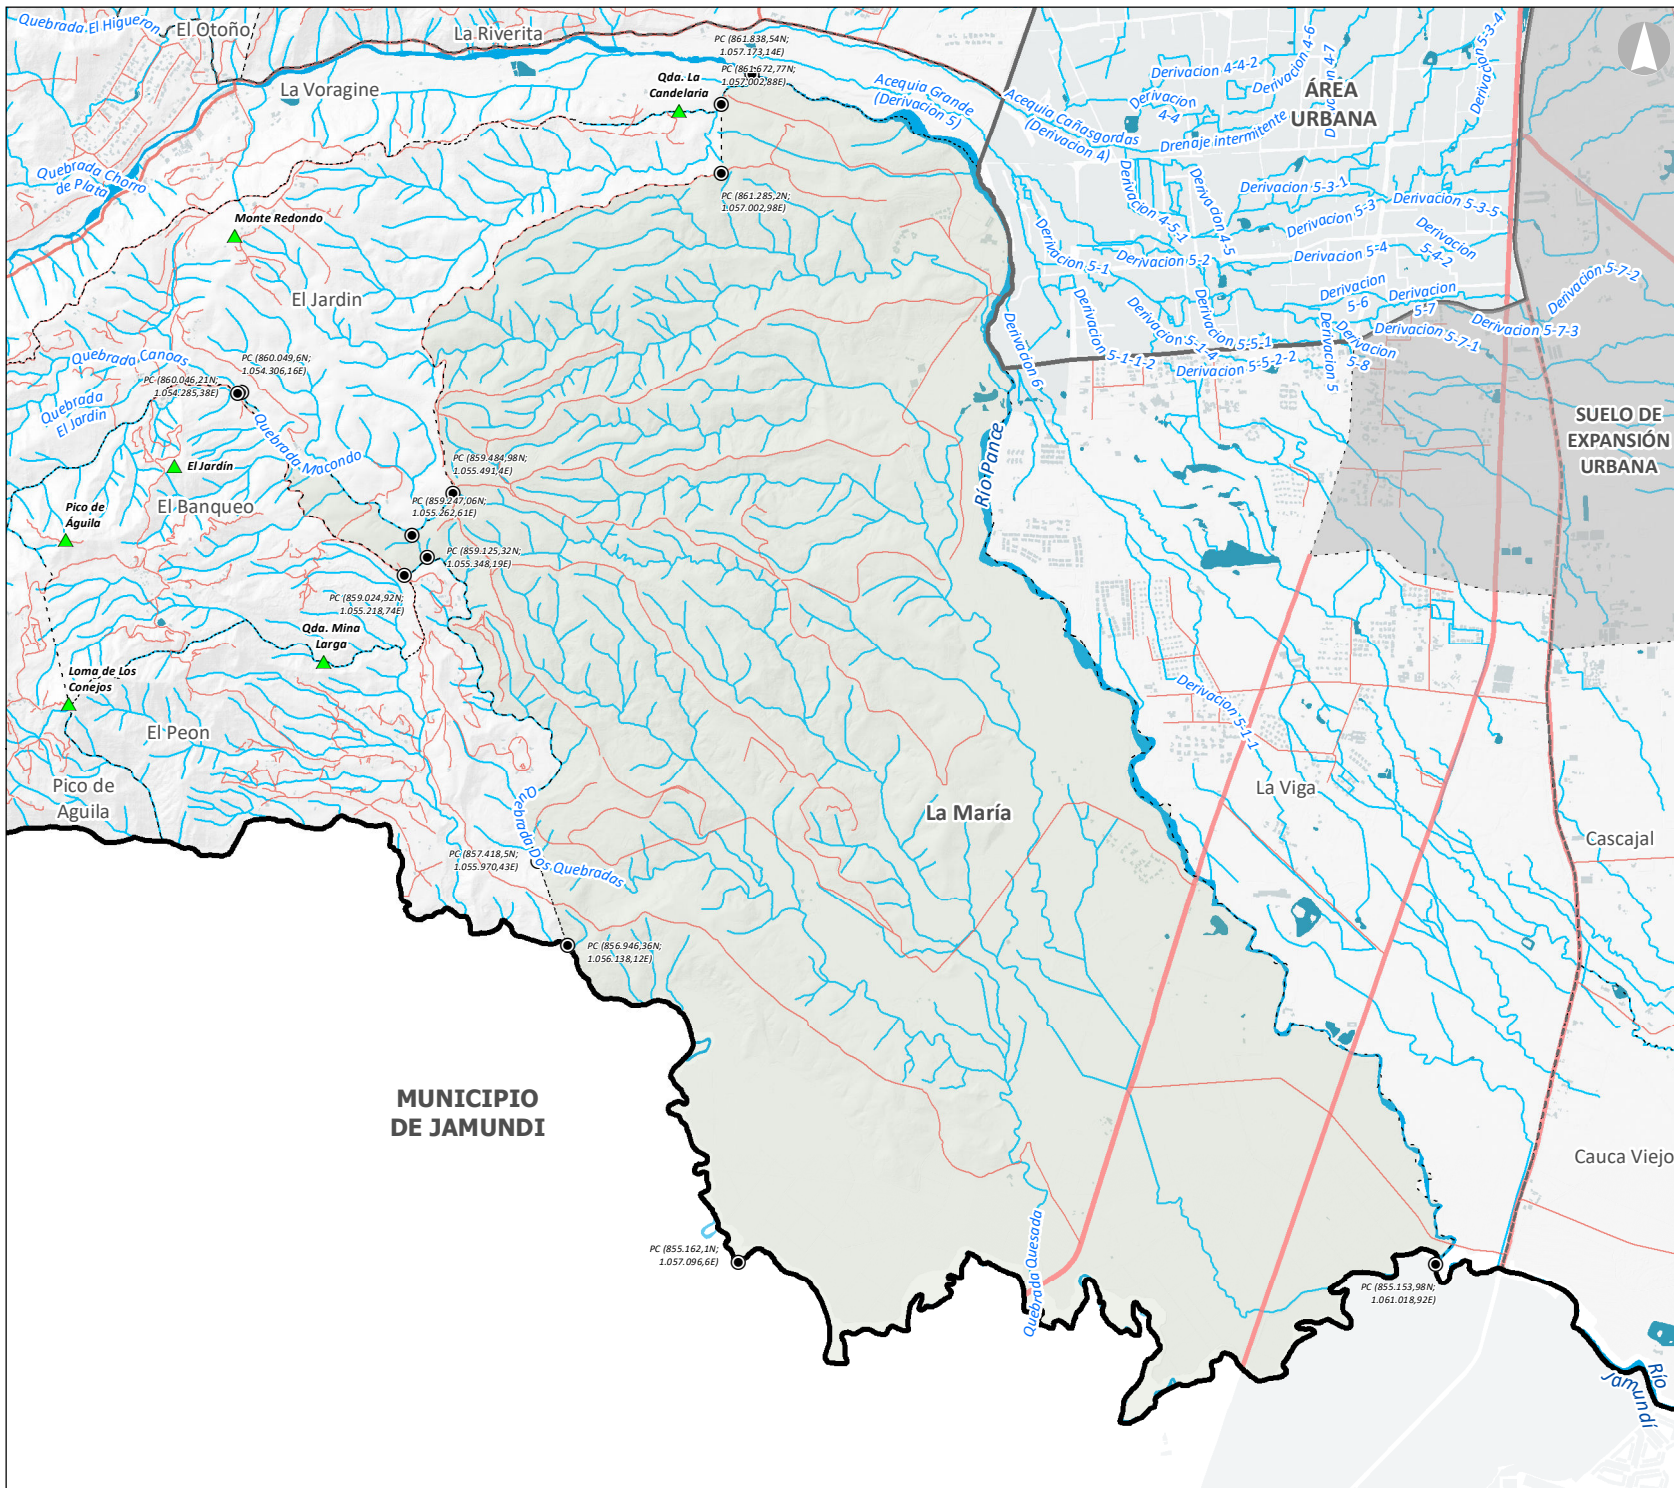 Quebrada El Higueron
El Otoño
La Riverita
PC (861.838,54N;
1.057.173,14E)
PC (861.672,77N;
1.057.002,88E)
Qda. La
Candelaria
La Voragine
Acequia Grande
(Derivacion 5)
Acequia Cañasgordas
(Derivacion 4)
Derivacion 4-4-2
Derivacion
4-4
Derivacion 4-6
Derivacion 4-7
Derivacion 5-3-4
ÁREA
URBANA
Drenaje intermitente
Quebrada Chorro
de Plata
PC (861.285,2N;
1.057.002,98E)
Derivacion 4-5-1
Derivacion 4-5
Derivacion 5-3-1
Derivacion 5-3
Derivacion 5-3-5
Monte Redondo
Derivacion 5-1
Derivacion 5-2
Derivacion 5-4
Derivacion
5-4-2
El Jardin
Derivacion 5-7-2
Derivacion
5-6
Derivacion
5-7
Derivacion 5-7-1
Derivacion 5-7-3
Derivacion 6
Derivacion 5-1-1-2
Derivacion 5-1-4
Derivacion 5-5-1
Derivacion 5-5-2-2
Derivacion 5
Derivacion
5-8
Quebrada Canoas
PC (860.049,6N;
1.054.306,16E)
PC (860.046,21N;
1.054.285,38E)
Quebrada
El Jardin
Quebrada Macondo
SUELO DE
EXPANSIÓN
URBANA
El Jardín
PC (859.484,98N;
1.055.491,4E)
Río Pance
El Banqueo
Pico de
Águila
PC (859.247,06N;
1.055.262,61E)
PC (859.125,32N;
1.055.348,19E)
PC (859.024,92N;
1.055.218,74E)
Qda. Mina
Larga
Loma de Los
Conejos
El Peon
Derivacion 5-1-1
Pico de
Aguila
La Viga
La María
Cascajal
Quebrada Dos Quebradas
PC (857.418,5N;
1.055.970,43E)
PC (856.946,36N;
1.056.138,12E)
MUNICIPIO
DE JAMUNDI
Cauca Viejo
Quebrada Quesada
PC (855.162,1N;
1.057.096,6E)
PC (855.153,98N;
1.061.018,92E)
Río
Jamundí